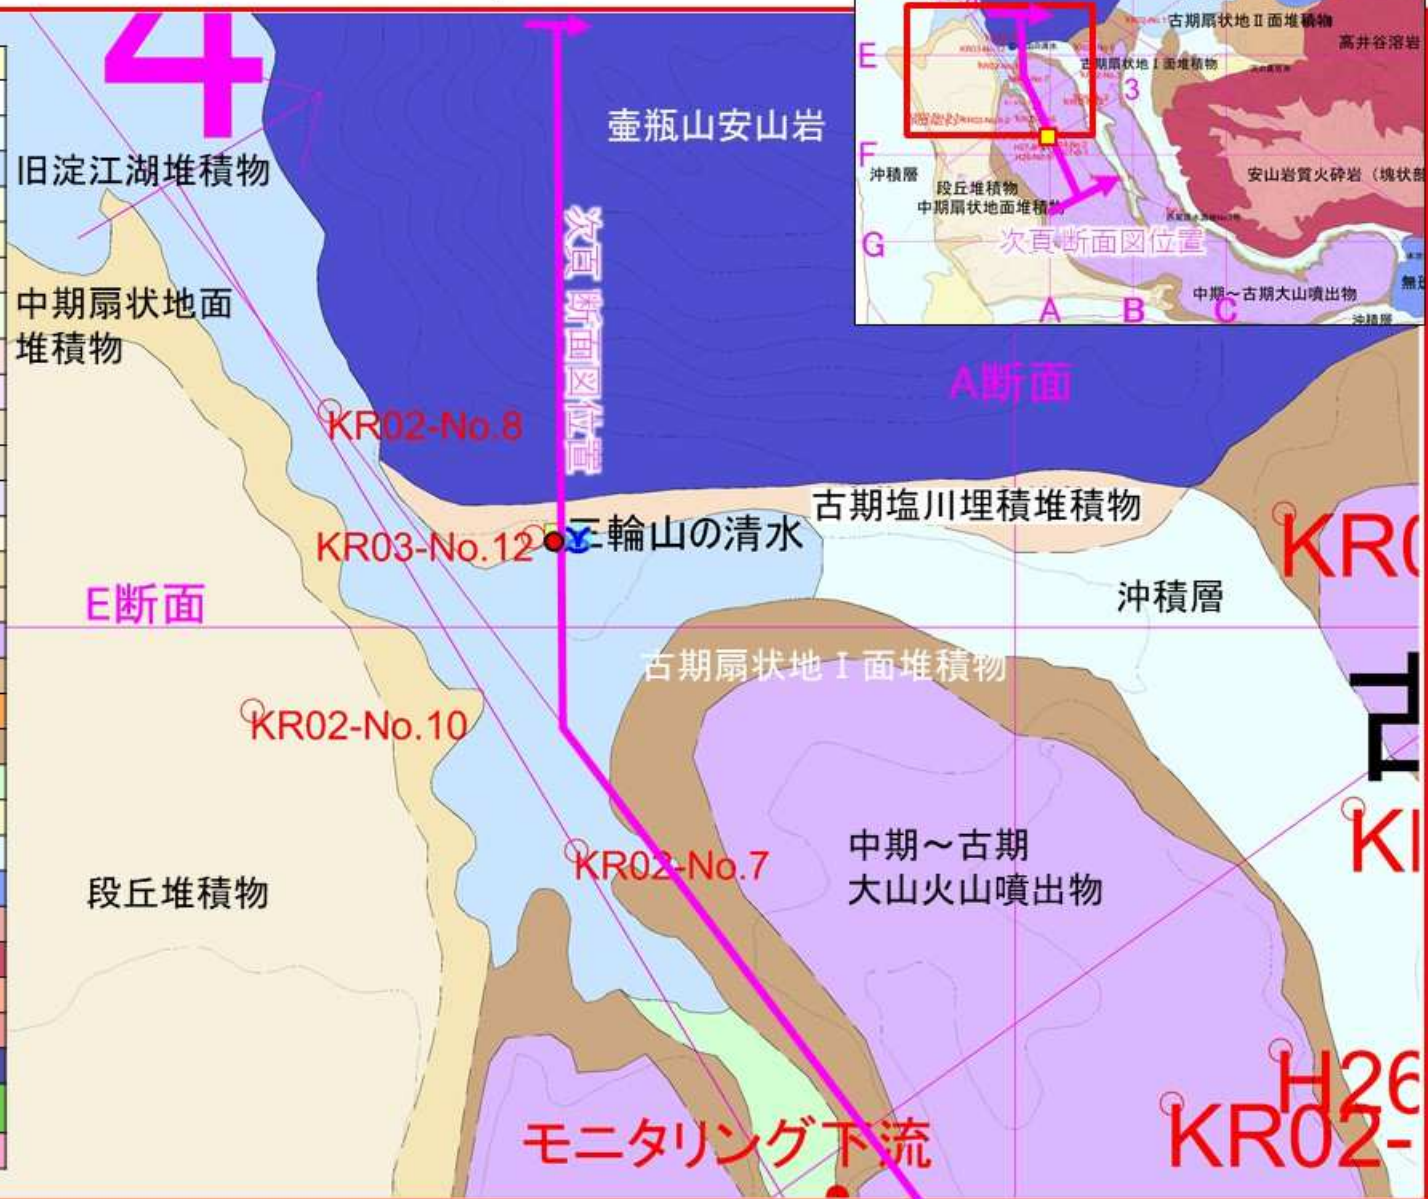 4
旧淀江湖堆積物
中期扇状地面
堆積物
壷瓶山安山岩
次頁 断面図位置
A断面
KR02-No.8
古期塩川埋積堆積物
KR03-No.12
三輪山の清水
E断面
沖積層
古期扇状地Ⅰ面堆積物
KR02-No.10
KR02-No.7
中期～古期
大山火山噴出物
段丘堆積物
モニタリング下流
H26
KR02-
古期扇状地Ⅱ面堆積物
高井谷溶岩
古期扇状地Ⅰ面堆積物
E
3
F
沖積層
段丘堆積物
中期扇状地面堆積物
安山岩質火砕岩（塊状部
G
次頁断面図位置
中期～古期大山噴出物
A
B
C
沖積層